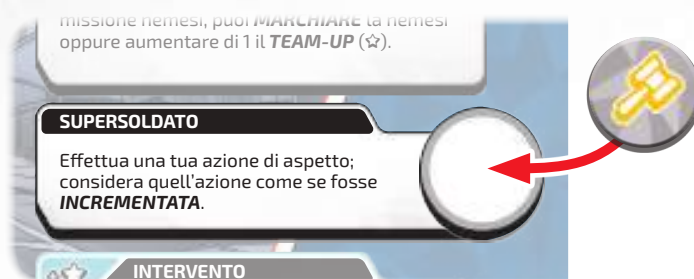 missione nemesi, puoi MARCHIARE la nemesi
oppure aumentare di 1 il TEAM-UP (☆).
SUPERSOLDATO
Effettua una tua azione di aspetto;
considera quell'azione come se fosse
INCREMENTATA.
INTERVENTO